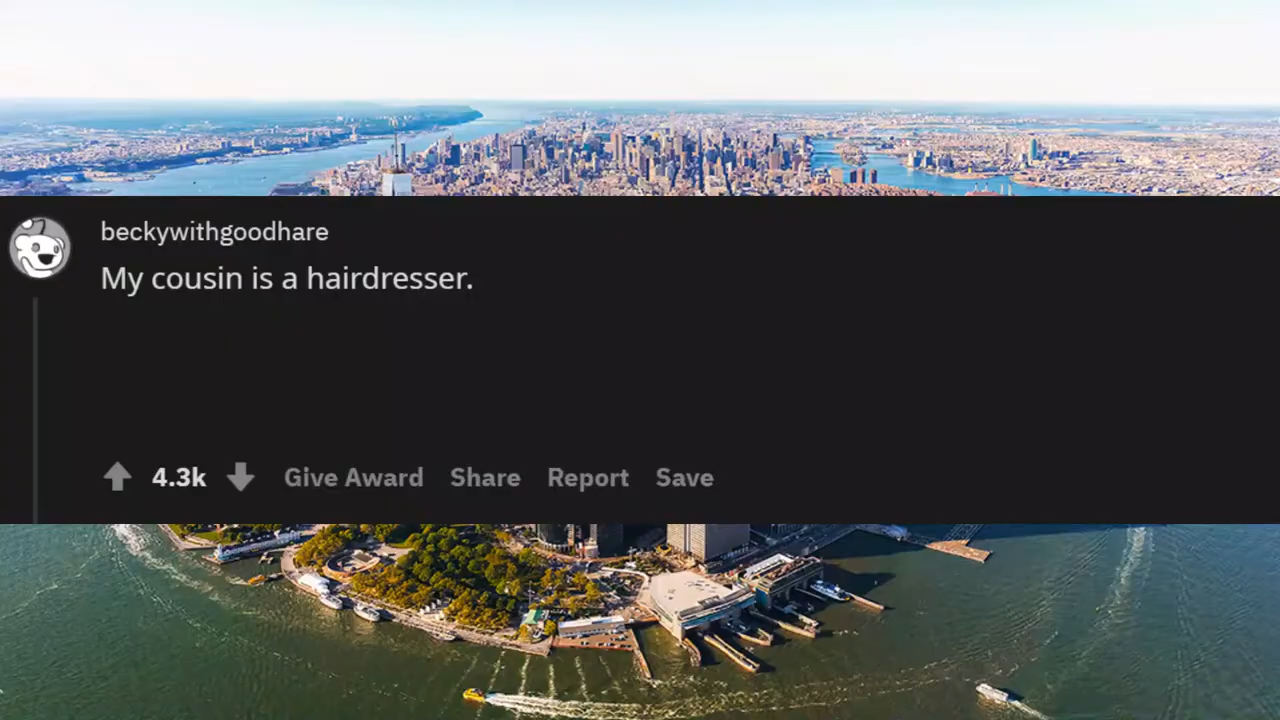 beckywithgoodhare
My cousin is a hairdresser.
4.3k Give Award Share Report Save